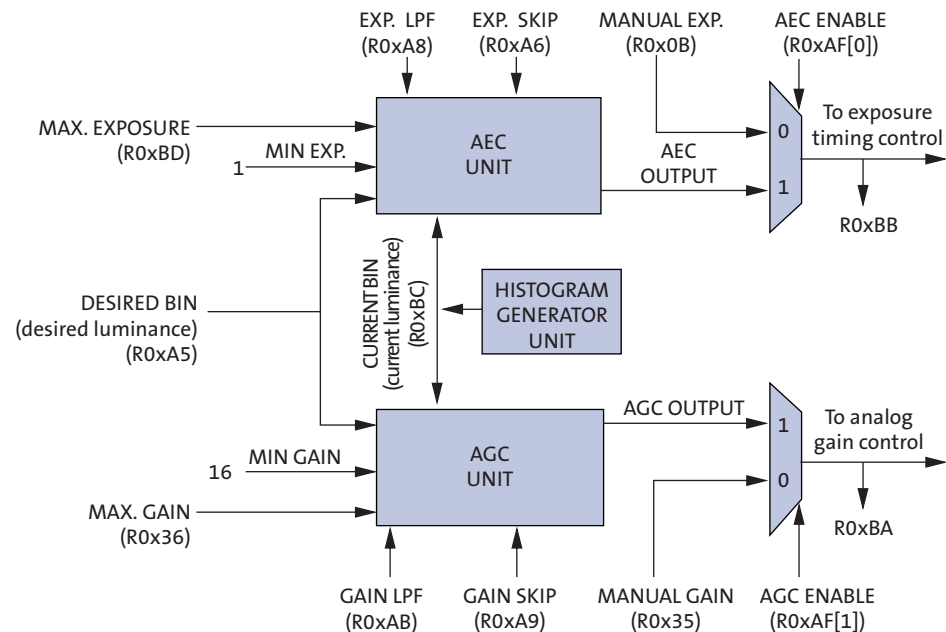 EXP. LPF
(R0xA8)
EXP. SKIP
(R0xA6)
MANUAL EXP.
(R0x0B)
AEC ENABLE
(R0xAF[0])
MAX. EXPOSURE
(R0xBD)
1
MIN EXP.
AEC
UNIT
AEC
OUTPUT
0
1
To exposure
timing control
R0xBB
DESIRED BIN
(desired luminance)
(R0xA5)
CURRENT BIN
(current luminance)
(R0xBC)
HISTOGRAM
GENERATOR
UNIT
16
MIN GAIN
MAX. GAIN
(R0x36)
AGC
UNIT
AGC OUTPUT
1
0
To analog
gain control
R0xBA
GAIN LPF
(R0xAB)
GAIN SKIP
(R0xA9)
MANUAL GAIN
(R0x35)
AGC ENABLE
(R0xAF[1])